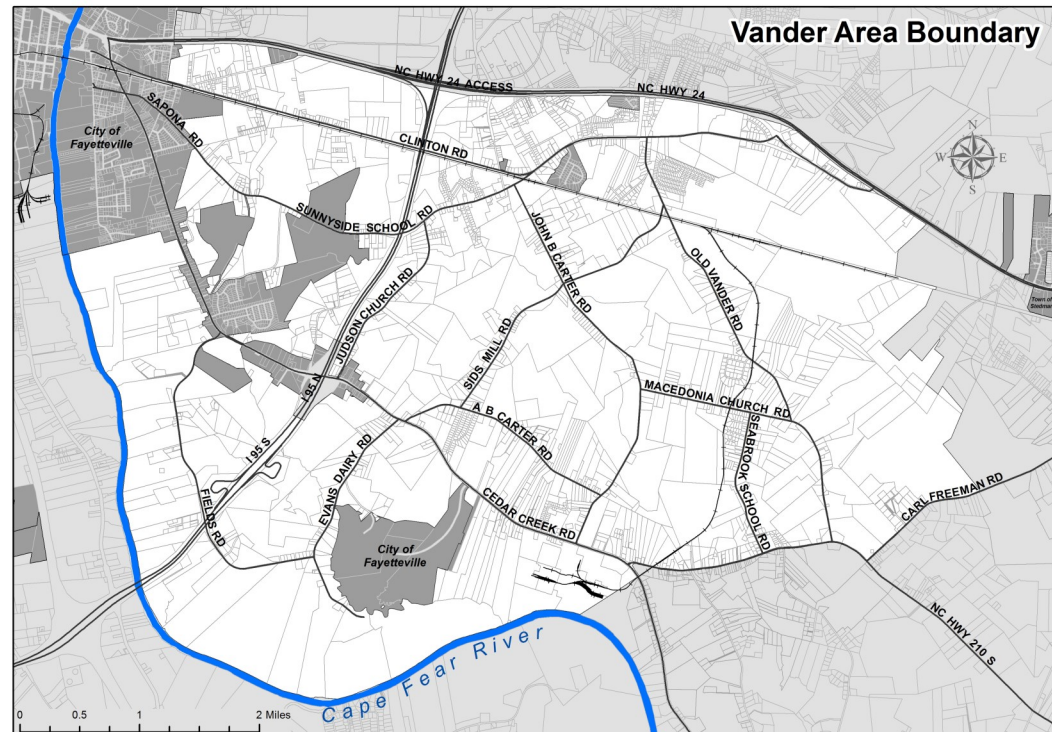 Vander Area Boundary
NC HWY 24 ACCESS
NC HWY 24
SAPONA RD
City of
Fayetteville
CLINTON RD
N
W E
S
SUNNYSIDE SCHOOL RD
JOHN B CARTER RD
OLD VANDER RD
JUDSON CHURCH RD
Town of
Stedman
SIDS MILL RD
I 95 N
MACEDONIA CHURCH RD
A B CARTER RD
SEABROOK SCHOOL RD
I 95 S
EVANS DAIRY RD
FIELDS RD
CEDAR CREEK RD
CARL FREEMAN RD
City of
Fayetteville
NC HWY 210 S
Cape Fear River
0 0.5 1 2 Miles